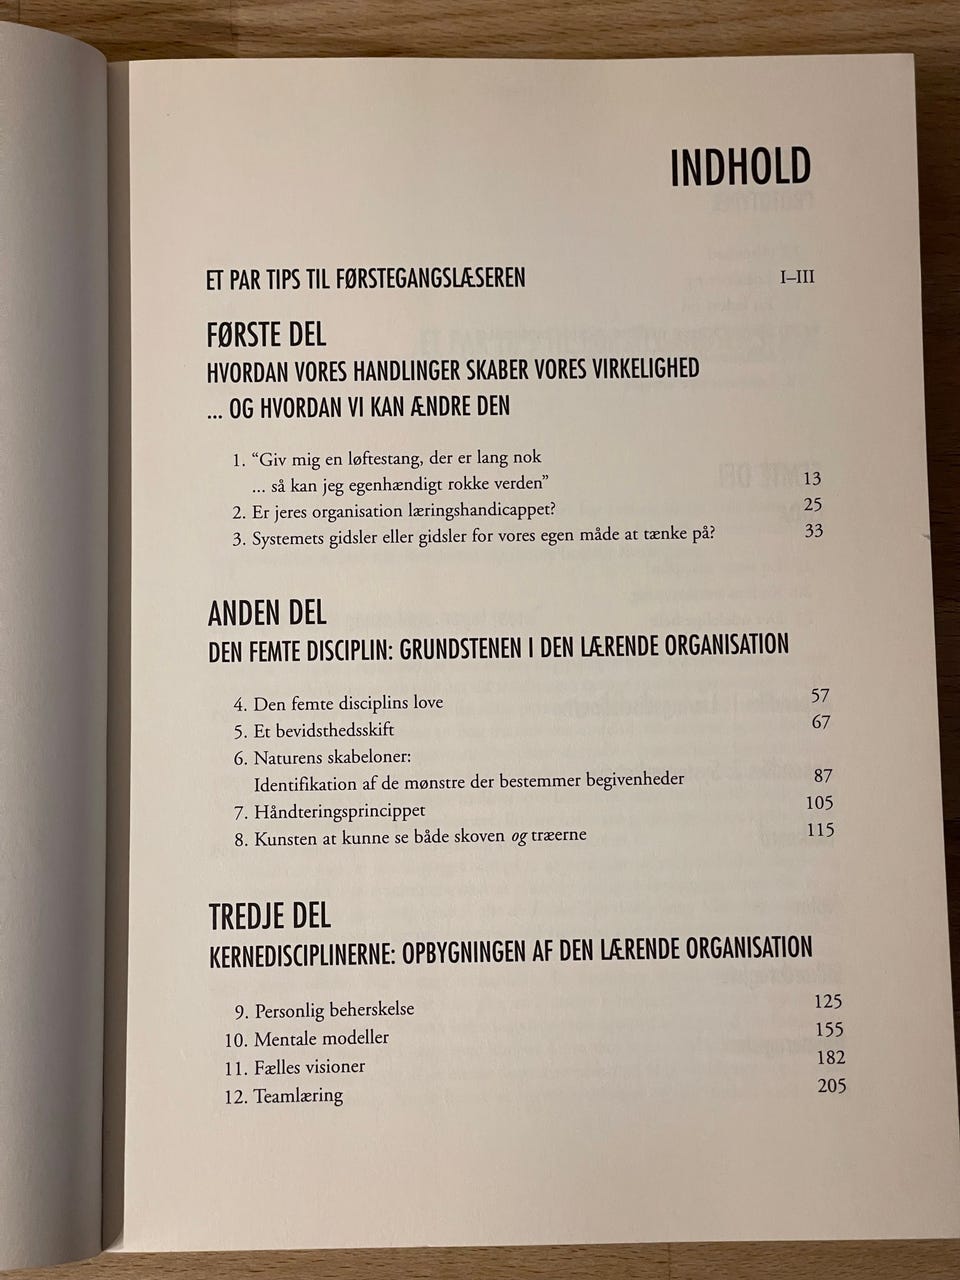 INDHOLD
ET PAR TIPS TIL FØRSTEGANGSLÆSEREN I–III
FØRSTE DEL
HVORDAN VORES HANDLINGER SKABER VORES VIRKELIGHED
... OG HVORDAN VI KAN ÆNDRE DEN
1. “Giv mig en løftestang, der er lang nok
... så kan jeg egenhændigt rokke verden” 13
2. Er jeres organisation læringshandicappet? 25
3. Systemets gidsler eller gidsler for vores egen måde at tænke på? 33
ANDEN DEL
DEN FEMTE DISCIPLIN: GRUNDSTENEN I DEN LÆRENDE ORGANISATION
4. Den femte disciplins love 57
5. Et bevidsthedsskift 67
6. Naturens skabeloner:
Identifikation af de mønstre der bestemmer begivenheder 87
7. Håndteringsprincippet 105
8. Kunsten at kunne se både skoven og træerne 115
TREDJE DEL
KERNEDISCIPLINERNE: OPBYGNINGEN AF DEN LÆRENDE ORGANISATION
9. Personlig beherskelse 125
10. Mentale modeller 155
11. Fælles visioner 182
12. Teamlæring 205